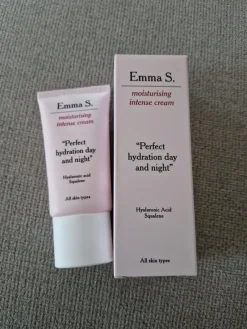 Emma S.
moisturising
intense cream
“Perfect
hydration day
and night”
Hyaluronic acid
Squalene
All skin types
Emma S.
moisturising
intense cream
“Perfect
hydration day
and night”
Hyaluronic Acid
Squalene
All skin types